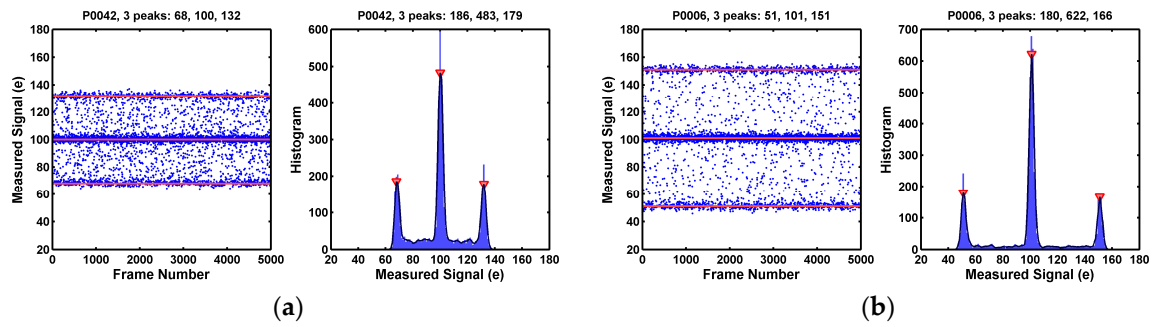 P0042, 3 peaks: 68, 100, 132
Measured Signal (e)
180
160
140
120
100
80
60
40
20
0 1000 2000 3000 4000 5000
Frame Number
P0042, 3 peaks: 186, 483, 179
Histogram
600
500
400
300
200
100
0
20 40 60 80 100 120 140 160 180
Measured Signal (e)
(a)
P0006, 3 peaks: 51, 101, 151
Measured Signal (e)
180
160
140
120
100
80
60
40
20
0 1000 2000 3000 4000 5000
Frame Number
P0006, 3 peaks: 180, 622, 166
Histogram
700
600
500
400
300
200
100
0
20 40 60 80 100 120 140 160 180
Measured Signal (e)
(b)